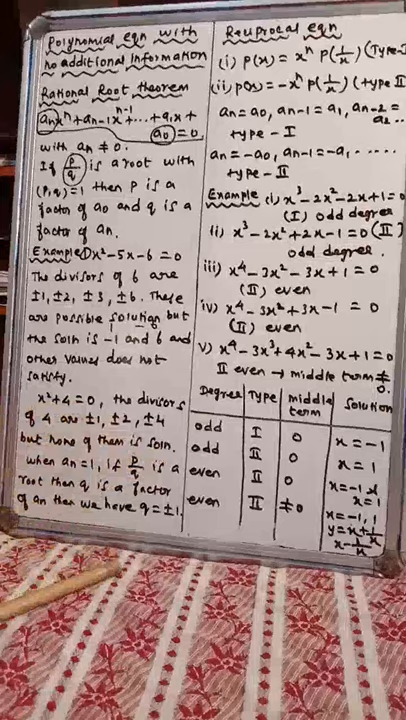 Polynomial eqn with
no additional Information
Rational Root theorem
anxⁿ + an-1xⁿ⁻¹ + ... + a1x +
a0 = 0
with an ≠ 0.
If p/q is a root with
(p,q)=1 then p is a
factor of a0 and q is a
factor of an.
Example ① x² - 5x - 6 = 0
The divisors of 6 are
±1, ±2, ±3, ±6. These
are possible solution but
the soln is -1 and 6 and
other values does not
satisfy.
x² + 4 = 0, the divisors
of 4 are ±1, ±2, ±4
but none of them is soln.
when an = 1, if p/q is a
root then q is a factor
of an then we have q = ±1.
Reciprocal eqn
(i) P(x) = xⁿ P(1/x) (Type-I
(ii) P(x) = -xⁿ P(1/x) (type II
an = a0, an-1 = a1, an-2 =
a2..
type - I
an = -a0, an-1 = -a1 .....
type - II
Example (i) x³ - 2x² - 2x + 1 = 0
(I) odd degree
(ii) x³ - 2x² + 2x - 1 = 0 (II)
odd degree.
iii) x⁴ - 3x² - 3x + 1 = 0
(II) even
iv) x⁴ - 3x² + 3x - 1 = 0
(II) even
v) x⁴ - 3x³ + 4x² - 3x + 1 = 0
II even → middle term ≠
0.
Degree Type middle term Solution
odd I 0 x = -1
odd II 0 x = 1
even II 0 x = -1, x
x = 1
even II ≠0 x = -1, 1
y = x + 1/x
x - 1/x